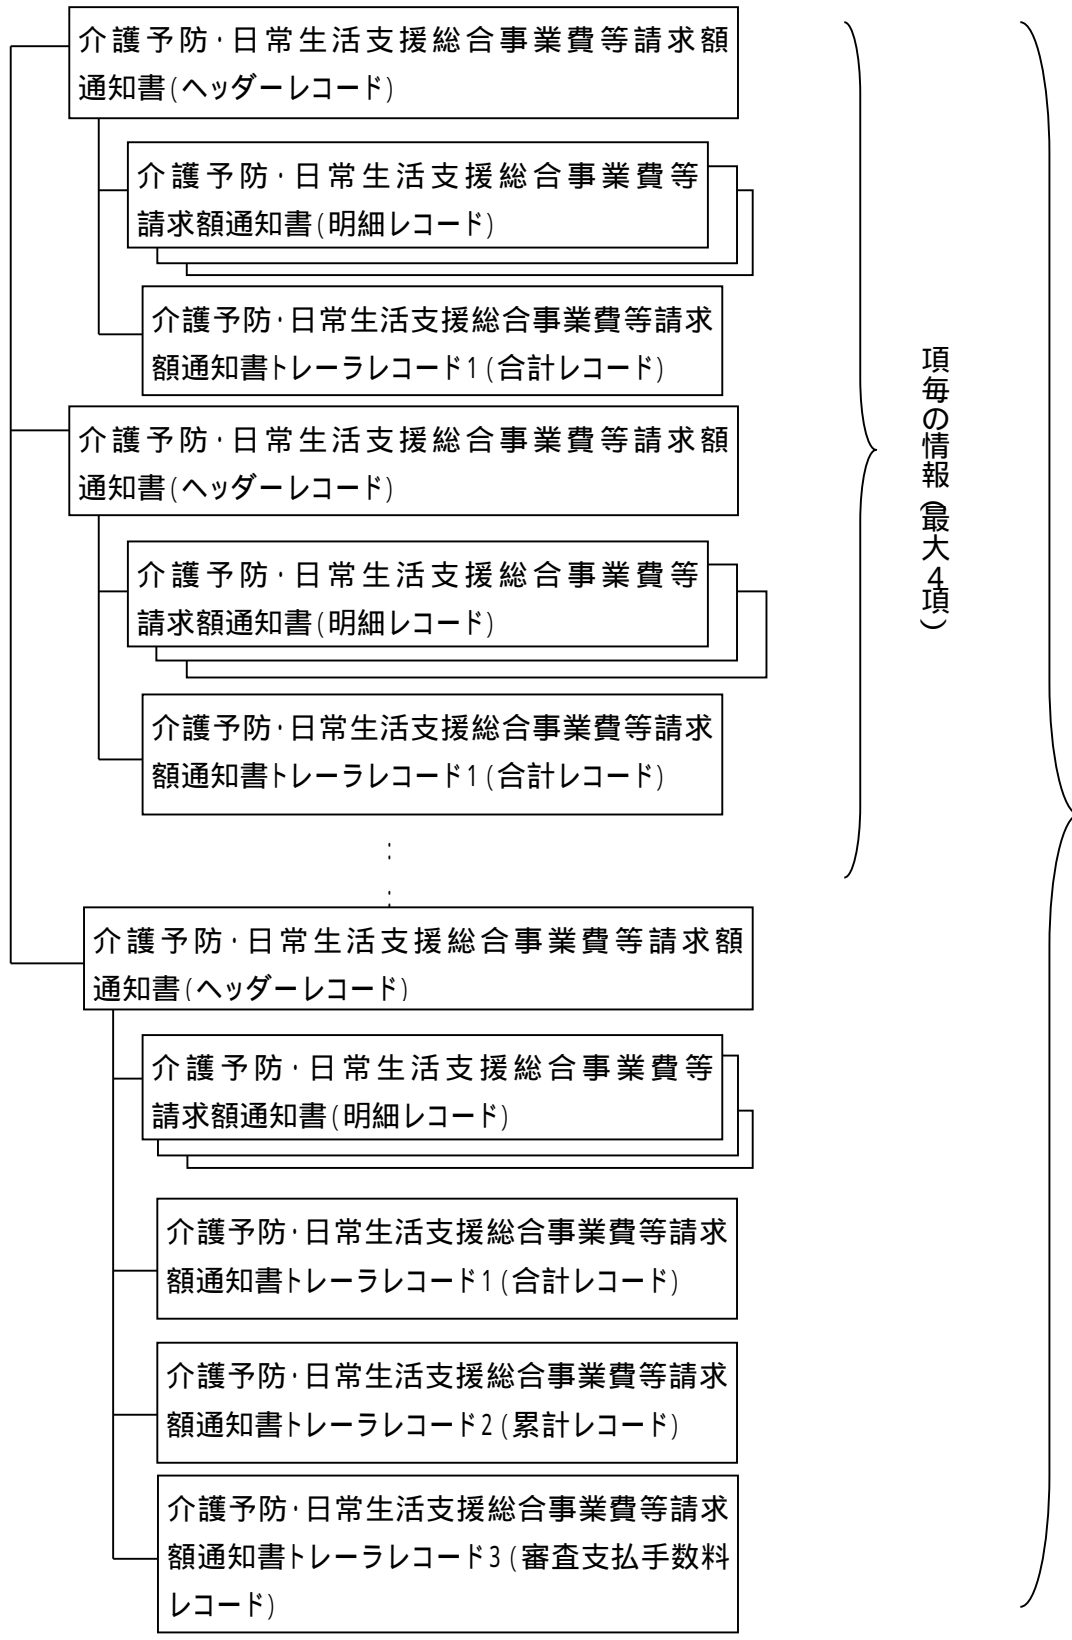 介護予防・日常生活支援総合事業費等請求額
通知書(ヘッダーレコード)
介護予防・日常生活支援総合事業費等
請求額通知書(明細レコード)
介護予防・日常生活支援総合事業費等請求
額通知書トレーラレコード1(合計レコード)
介護予防・日常生活支援総合事業費等請求額
通知書(ヘッダーレコード)
介護予防・日常生活支援総合事業費等
請求額通知書(明細レコード)
介護予防・日常生活支援総合事業費等請求
額通知書トレーラレコード1(合計レコード)
項毎の情報(最大4項)
介護予防・日常生活支援総合事業費等請求額
通知書(ヘッダーレコード)
介護予防・日常生活支援総合事業費等
請求額通知書(明細レコード)
介護予防・日常生活支援総合事業費等請求
額通知書トレーラレコード1(合計レコード)
介護予防・日常生活支援総合事業費等請求
額通知書トレーラレコード2(累計レコード)
介護予防・日常生活支援総合事業費等請求
額通知書トレーラレコード3(審査支払手数料
レコード)